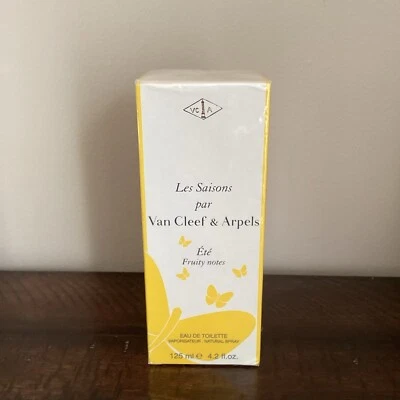 VC A
Les Saisons
par
Van Cleef & Arpels
Été
Fruity notes
EAU DE TOILETTE
VAPORISATEUR - NATURAL SPRAY
125 ml ℮ 4.2 fl.oz.